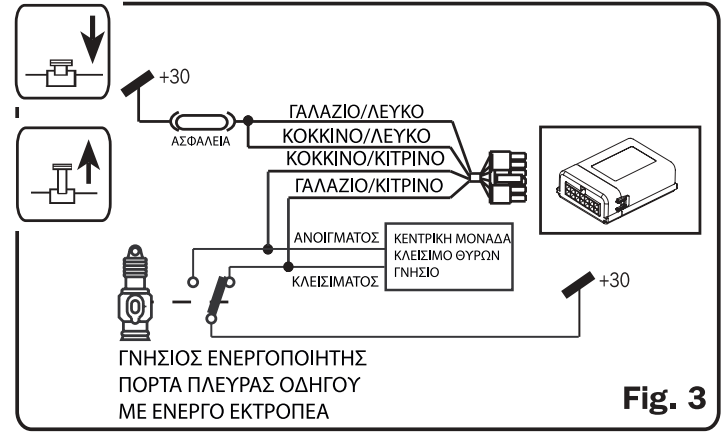 +30
ΑΣΦΑΛΕΙΑ
ΓΑΛΑΖΙΟ/ΛΕΥΚΟ
ΚΟΚΚΙΝΟ/ΛΕΥΚΟ
ΚΟΚΚΙΝΟ/ΚΙΤΡΙΝΟ
ΓΑΛΑΖΙΟ/ΚΙΤΡΙΝΟ
ΑΝΟΙΓΜΑΤΟΣ
ΚΛΕΙΣΙΜΑΤΟΣ
ΚΕΝΤΡΙΚΗ ΜΟΝΑΔΑ
ΚΛΕΙΣΙΜΟ ΘΥΡΩΝ
ΓΝΗΣΙΟ
+30
ΓΝΗΣΙΟΣ ΕΝΕΡΓΟΠΟΙΗΤΗΣ
ΠΟΡΤΑ ΠΛΕΥΡΑΣ ΟΔΗΓΟΥ
ΜΕ ΕΝΕΡΓΟ ΕΚΤΡΟΠΕΑ
Fig. 3